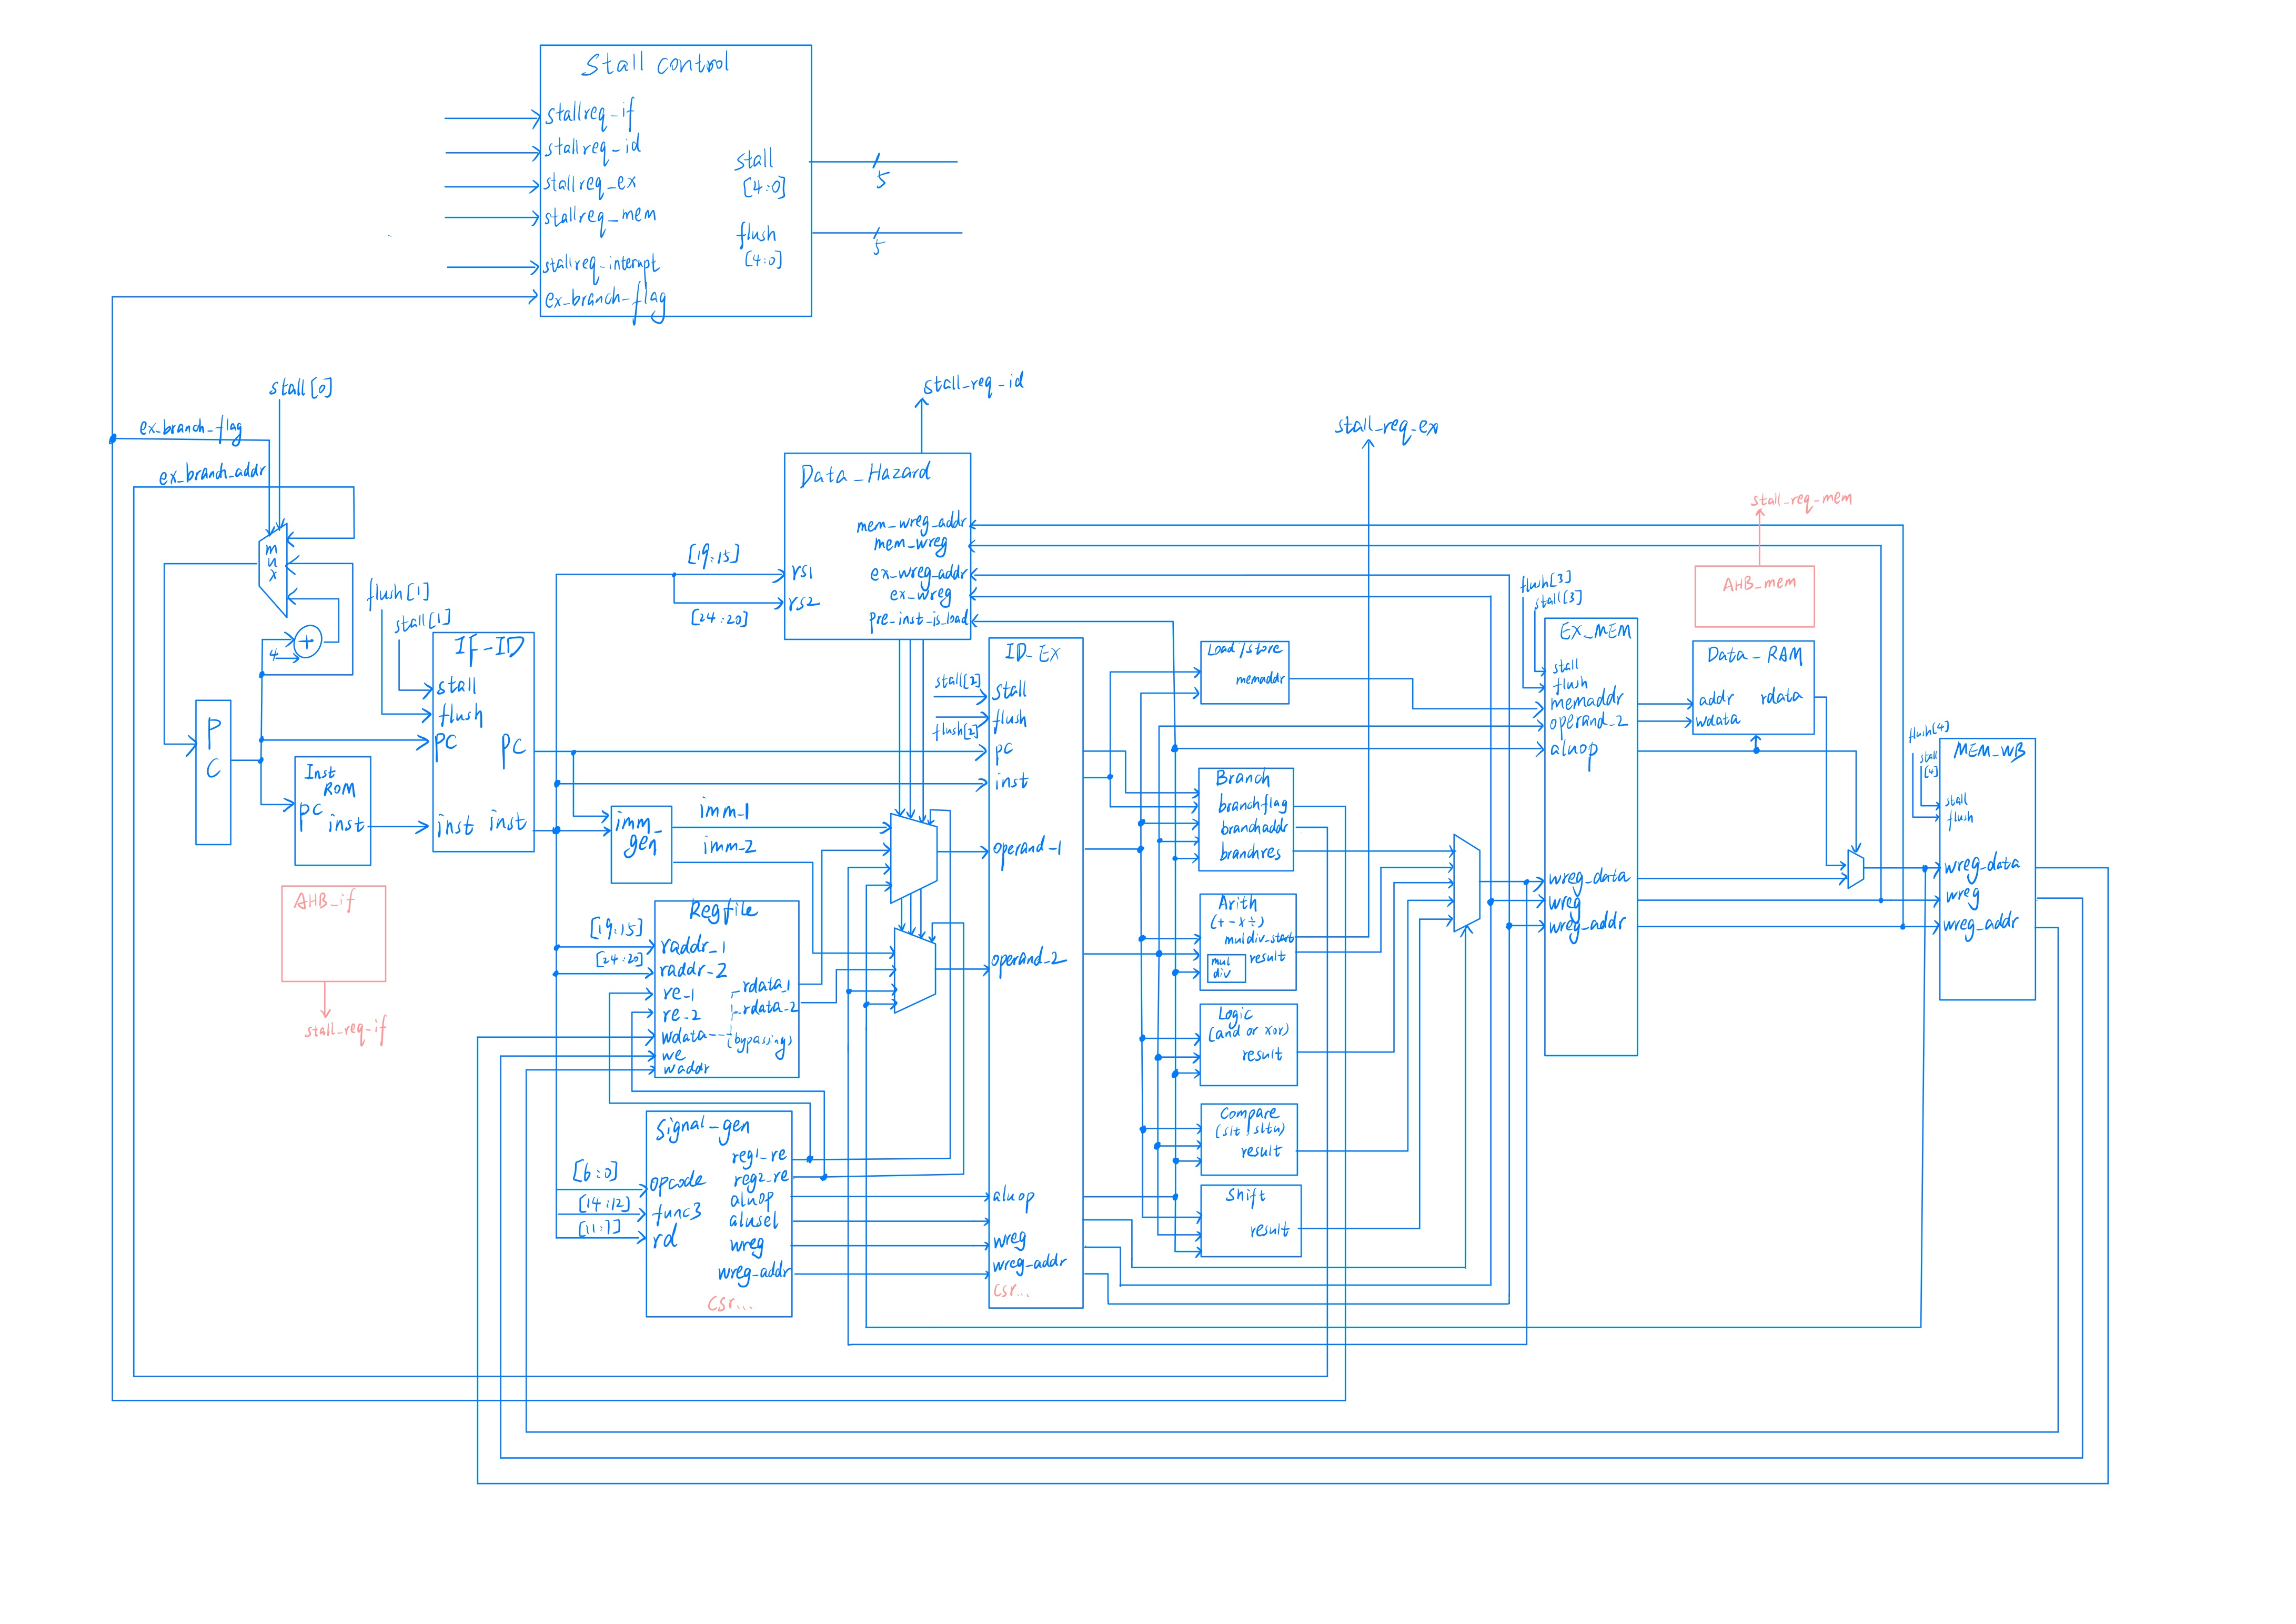 Stall control
stallreq_if
stallreq_id
stallreq_ex
stallreq_mem
stallreq_interupt
ex_branch_flag
stall
[4:0]
flush
[4:0]
5
5
stall[0]
ex_branch_flag
ex_branch_addr
mux
4
+
PC
Inst
ROM
pc
inst
AHB_if
stall_req_if
flush[1]
stall[1]
IF-ID
stall
flush
pc
pc
inst
inst
stall_req_id
Data_Hazard
mem_wreg_addr
mem_wreg
ex_wreg_addr
ex_wreg
Pre_inst_is_load
[19:15]
rs1
rs2
[24:20]
imm_
gen
imm_1
imm_2
Regfile
[19:15]
raddr_1
[24:20]
raddr_2
re_1
re_2
wdata
we
waddr
rdata_1
rdata_2
(bypassing)
Signal_gen
[6:0]
opcode
[14:12]
func3
[11:7]
rd
reg1_re
reg2_re
aluop
alusel
wreg
wreg_addr
csr...
ID_EX
stall[2]
stall
flush
flush[2]
pc
inst
operand_1
operand_2
aluop
wreg
wreg_addr
csr...
stall_req_ex
Load/store
memaddr
Branch
branchflag
branchaddr
branchres
Arith
(+-×÷)
muldiv_start
result
mul
div
Logic
(and or xor)
result
Compare
(slt, sltu)
result
Shift
result
flush[3]
stall[3]
EX_MEM
stall
flush
memaddr
operand_2
aluop
wreg_data
wreg
wreg_addr
stall_req_mem
AHB_mem
Data_RAM
addr
rdata
wdata
flush[4]
stall
[4]
MEM_WB
stall
flush
wreg_data
wreg
wreg_addr